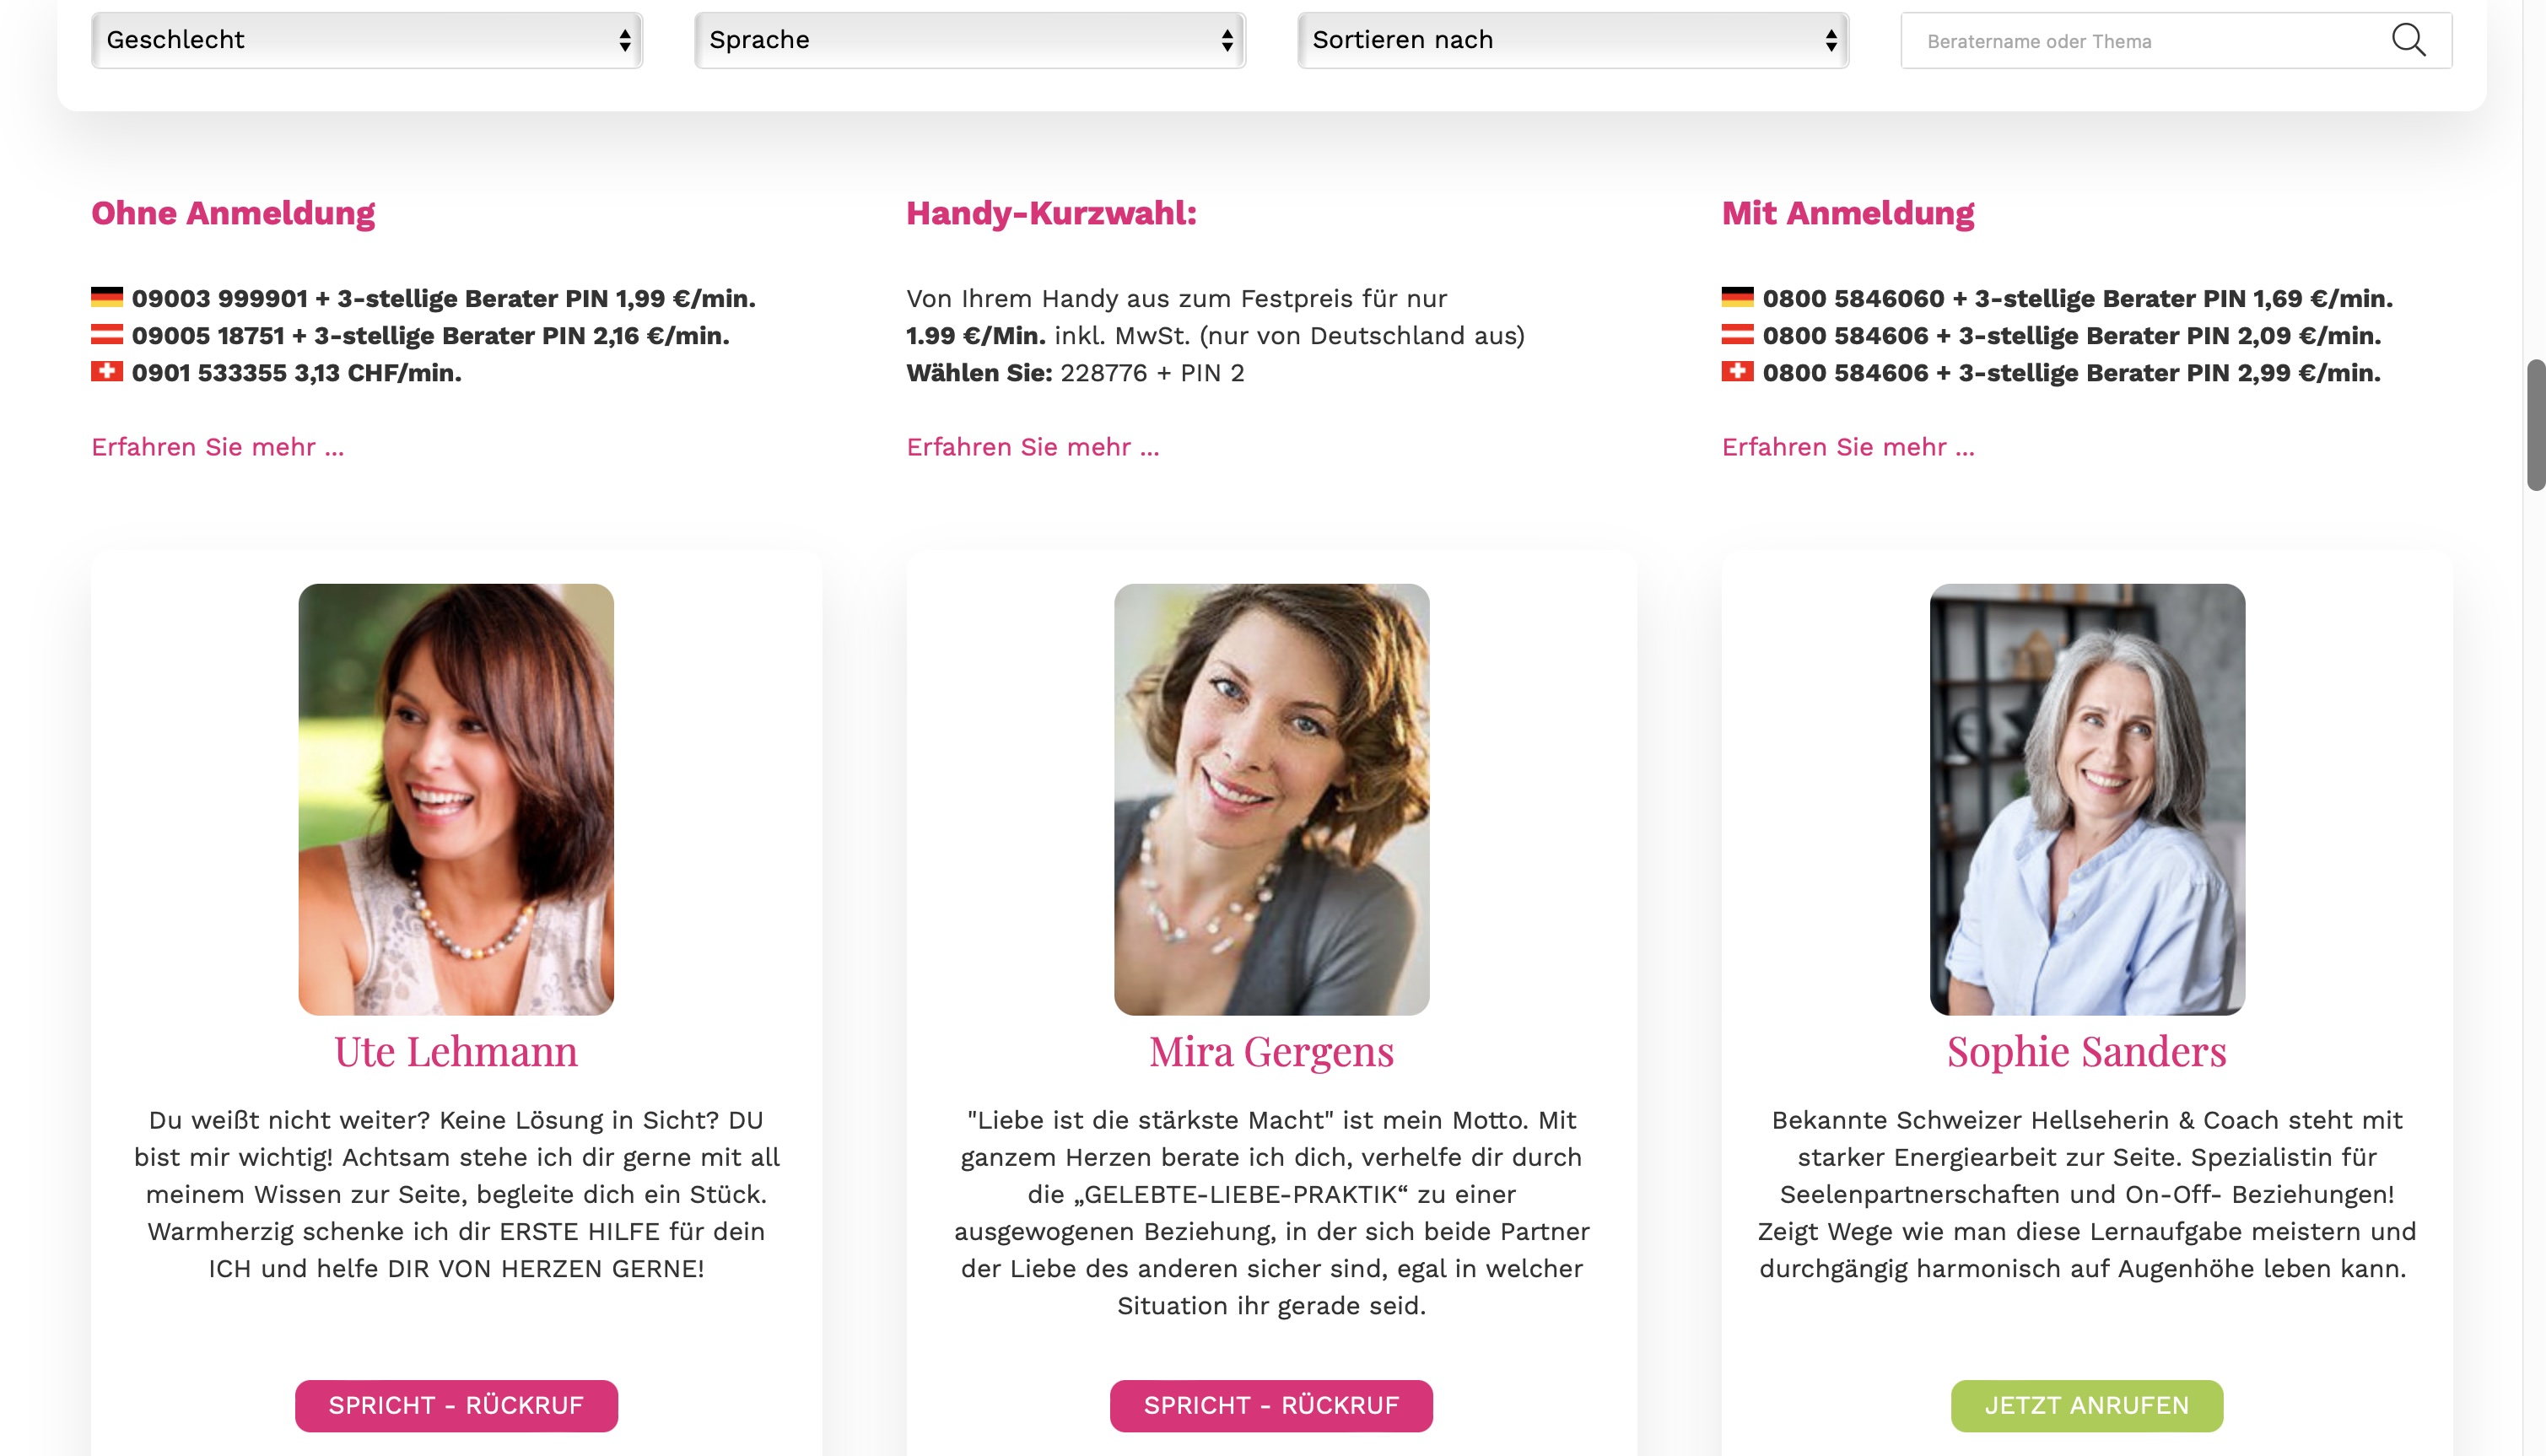 Geschlecht
Sprache
Sortieren nach
Beratername oder Thema
Ohne Anmeldung
09003 999901 + 3-stellige Berater PIN 1,99 €/min.
09005 18751 + 3-stellige Berater PIN 2,16 €/min.
0901 533355 3,13 CHF/min.
Erfahren Sie mehr ...
Handy-Kurzwahl:
Von Ihrem Handy aus zum Festpreis für nur
1.99 €/Min. inkl. MwSt. (nur von Deutschland aus)
Wählen Sie: 228776 + PIN 2
Erfahren Sie mehr ...
Mit Anmeldung
0800 5846060 + 3-stellige Berater PIN 1,69 €/min.
0800 584606 + 3-stellige Berater PIN 2,09 €/min.
0800 584606 + 3-stellige Berater PIN 2,99 €/min.
Erfahren Sie mehr ...
Ute Lehmann
Du weißt nicht weiter? Keine Lösung in Sicht? DU
bist mir wichtig! Achtsam stehe ich dir gerne mit all
meinem Wissen zur Seite, begleite dich ein Stück.
Warmherzig schenke ich dir ERSTE HILFE für dein
ICH und helfe DIR VON HERZEN GERNE!
SPRICHT - RÜCKRUF
Mira Gergens
"Liebe ist die stärkste Macht" ist mein Motto. Mit
ganzem Herzen berate ich dich, verhelfe dir durch
die „GELEBTE-LIEBE-PRAKTIK“ zu einer
ausgewogenen Beziehung, in der sich beide Partner
der Liebe des anderen sicher sind, egal in welcher
Situation ihr gerade seid.
SPRICHT - RÜCKRUF
Sophie Sanders
Bekannte Schweizer Hellseherin & Coach steht mit
starker Energiearbeit zur Seite. Spezialistin für
Seelenpartnerschaften und On-Off- Beziehungen!
Zeigt Wege wie man diese Lernaufgabe meistern und
durchgängig harmonisch auf Augenhöhe leben kann.
JETZT ANRUFEN